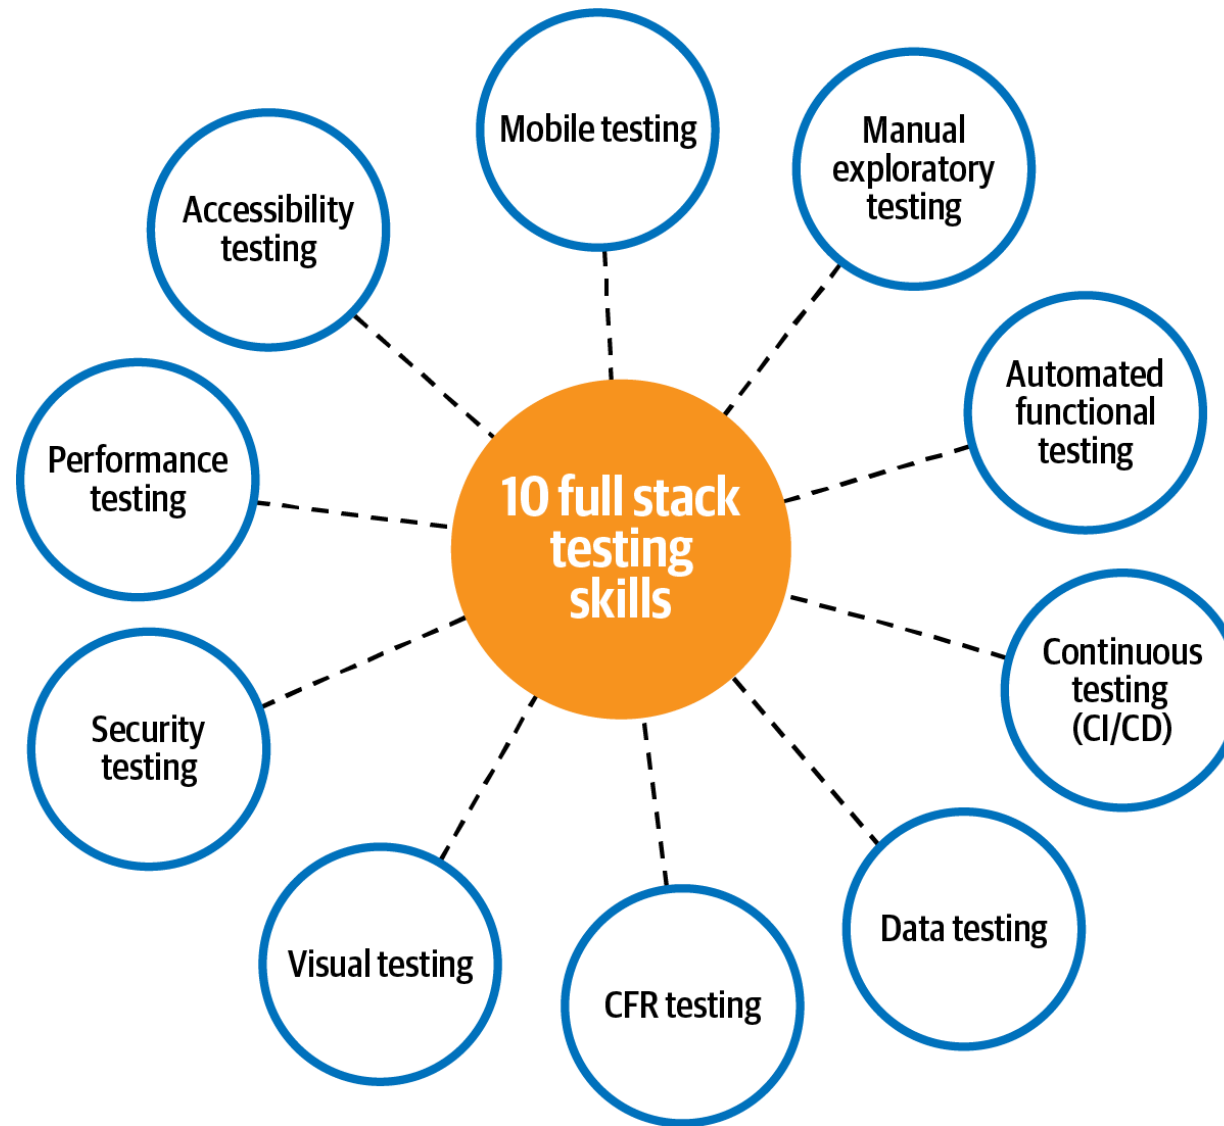 10 full stack
testing
skills
Mobile testing
Manual
exploratory
testing
Automated
functional
testing
Continuous
testing
(CI/CD)
Data testing
CFR testing
Visual testing
Security
testing
Performance
testing
Accessibility
testing